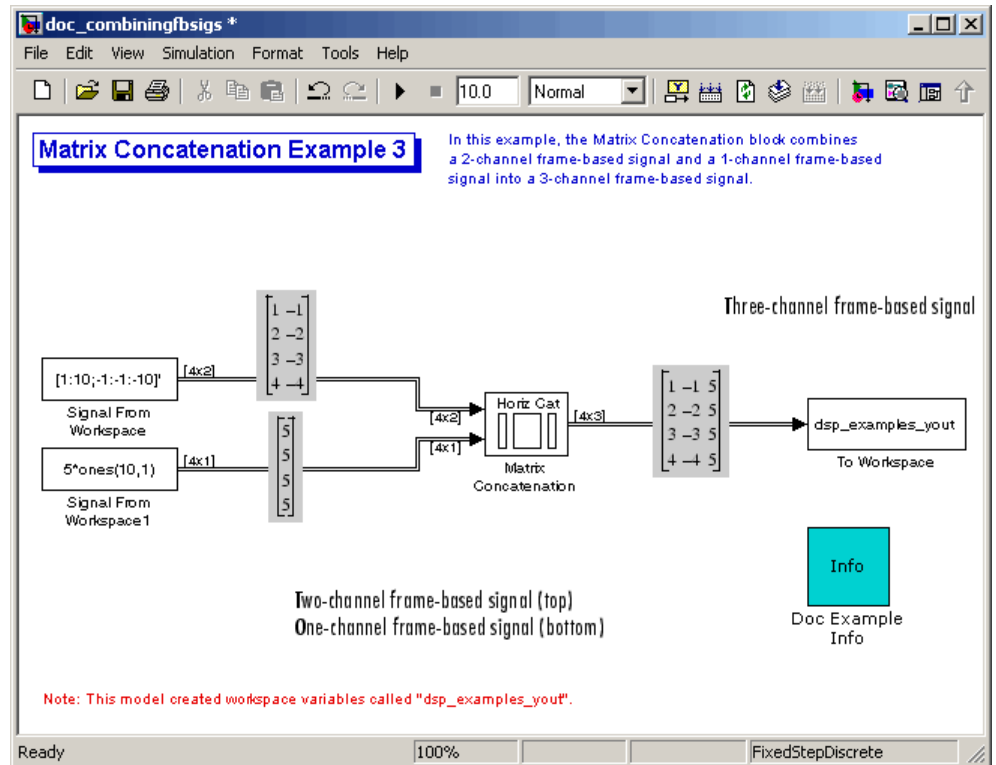 doc_combiningfbsigs *
File Edit View Simulation Format Tools Help
10.0 Normal
Matrix Concatenation Example 3
In this example, the Matrix Concatenation block combines
a 2-channel frame-based signal and a 1-channel frame-based
signal into a 3-channel frame-based signal.
Three-channel frame-based signal
1 -1
2 -2
3 -3
4 -4
[1:10;-1:-1:-10]'
[4x2]
Signal From
Workspace
5*ones(10,1)
[4x1]
Signal From
Workspace1
5
5
5
5
[4x2]
[4x1]
Horiz Cat
[4x3]
Matrix
Concatenation
1 -1 5
2 -2 5
3 -3 5
4 -4 5
dsp_examples_yout
To Workspace
Info
Doc Example
Info
Two-channel frame-based signal (top)
One-channel frame-based signal (bottom)
Note: This model created workspace variables called "dsp_examples_yout".
Ready 100% FixedStepDiscrete